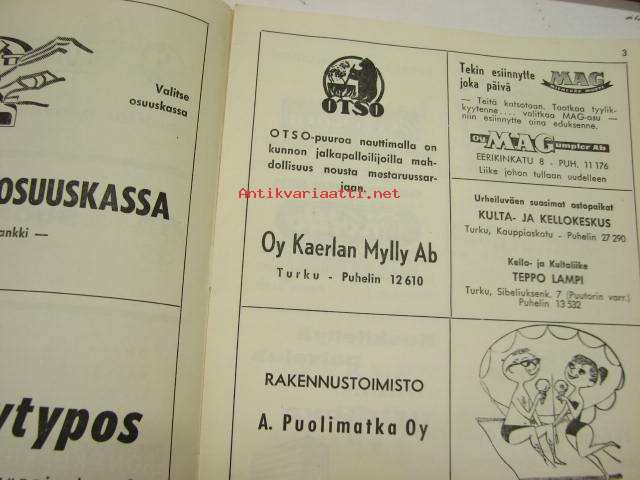 Valitse
osuuskassa
OSUUSKASSA
ankki —
ytypos
3
OTSO
OTSO-puuroa nauttimalla on
kunnon jalkapalloilijoilla mah-
dollisuus nousta mestaruussar-
jaan.
Antikvariaatti.net
Oy Kaerlan Mylly Ab
Turku - Puhelin 12 610
Tekin esiinnytte
joka päivä
MAG
— Teitä katsotaan. Taatkaa tyylik-
kyytenne.... valitkaa MAG-asu —
niin esiinnytte aina eduksenne.
Oy MAG umpler Ab
EERIKINKATU 8 - PUH. 11 176
Liike johon tullaan uudelleen
Urheiluväen suosimat ostopaikat
KULTA- JA KELLOKESKUS
Turku, Kauppiaskatu - Puhelin 27 290
Kello- ja Kultaliike
TEPPO LAMPI
Turku, Sibeliuksenk. 7 (Puutorin varr.)
Puhelin 13 532
RAKENNUSTOIMISTO
A. Puolimatka Oy